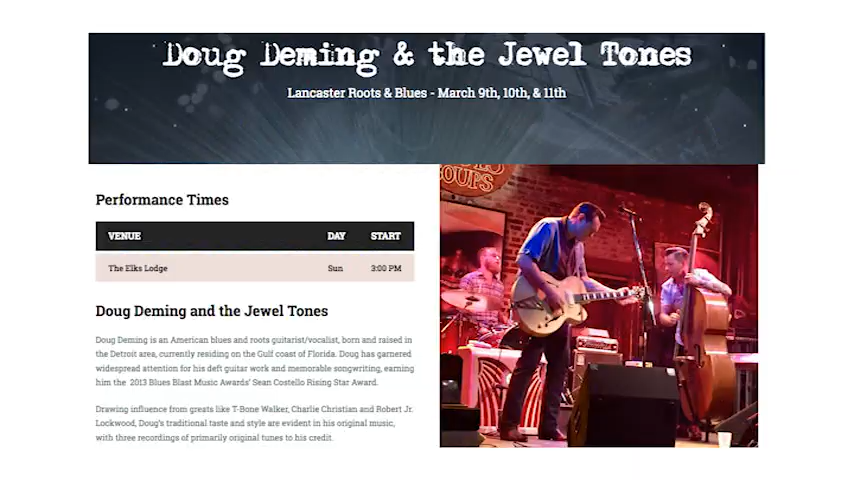 Doug Deming & the Jewel Tones
Lancaster Roots & Blues - March 9th, 10th, & 11th
Performance Times
VENUE DAY START
The Elks Lodge Sun 3:00 PM
Doug Deming and the Jewel Tones
Doug Deming is an American blues and roots guitarist/vocalist, born and raised in
the Detroit area, currently residing on the Gulf coast of Florida. Doug has garnered
widespread attention for his deft guitar work and memorable songwriting, earning
him the 2013 Blues Blast Music Awards' Sean Costello Rising Star Award.
Drawing influence from greats like T-Bone Walker, Charlie Christian and Robert Jr.
Lockwood, Doug's traditional taste and style are evident in his original music,
with three recordings of primarily original tunes to his credit.